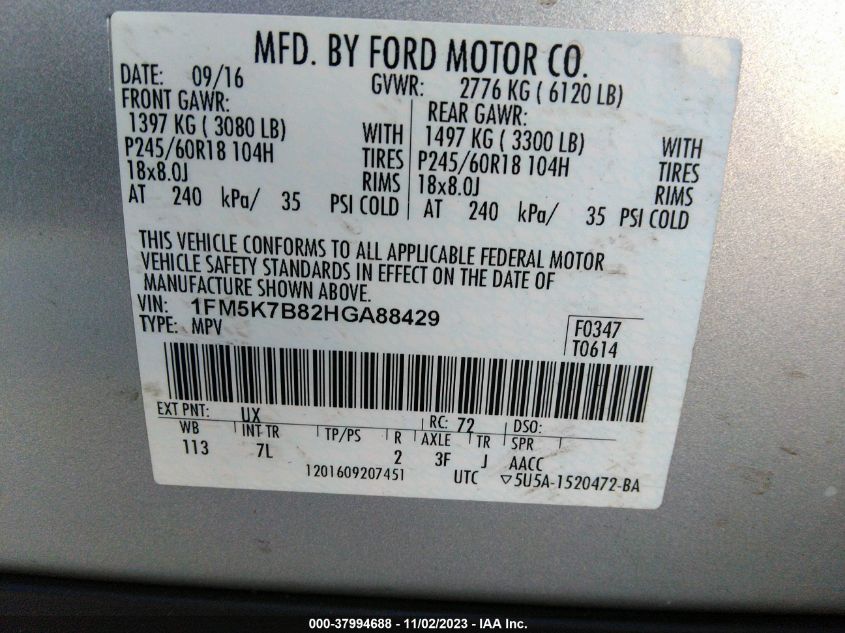 MFD. BY FORD MOTOR CO.
DATE: 09/16 GVWR: 2776 KG ( 6120 LB)
FRONT GAWR: REAR GAWR:
1397 KG ( 3080 LB) WITH 1497 KG ( 3300 LB) WITH
P245/60R18 104H TIRES P245/60R18 104H TIRES
18x8.0J RIMS 18x8.0J RIMS
AT 240 kPa/ 35 PSI COLD AT 240 kPa/ 35 PSI COLD
THIS VEHICLE CONFORMS TO ALL APPLICABLE FEDERAL MOTOR
VEHICLE SAFETY STANDARDS IN EFFECT ON THE DATE OF
MANUFACTURE SHOWN ABOVE.
VIN: 1FM5K7B82HGA88429 F0347
TYPE: MPV T0614
EXT PNT: UX RC: 72 DSO:
WB INT TR TP/PS R AXLE TR SPR
113 7L 2 3F J AACC
1201609207451 UTC ▽5U5A-1520472-BA
000-37994688 - 11/02/2023 - IAA Inc.